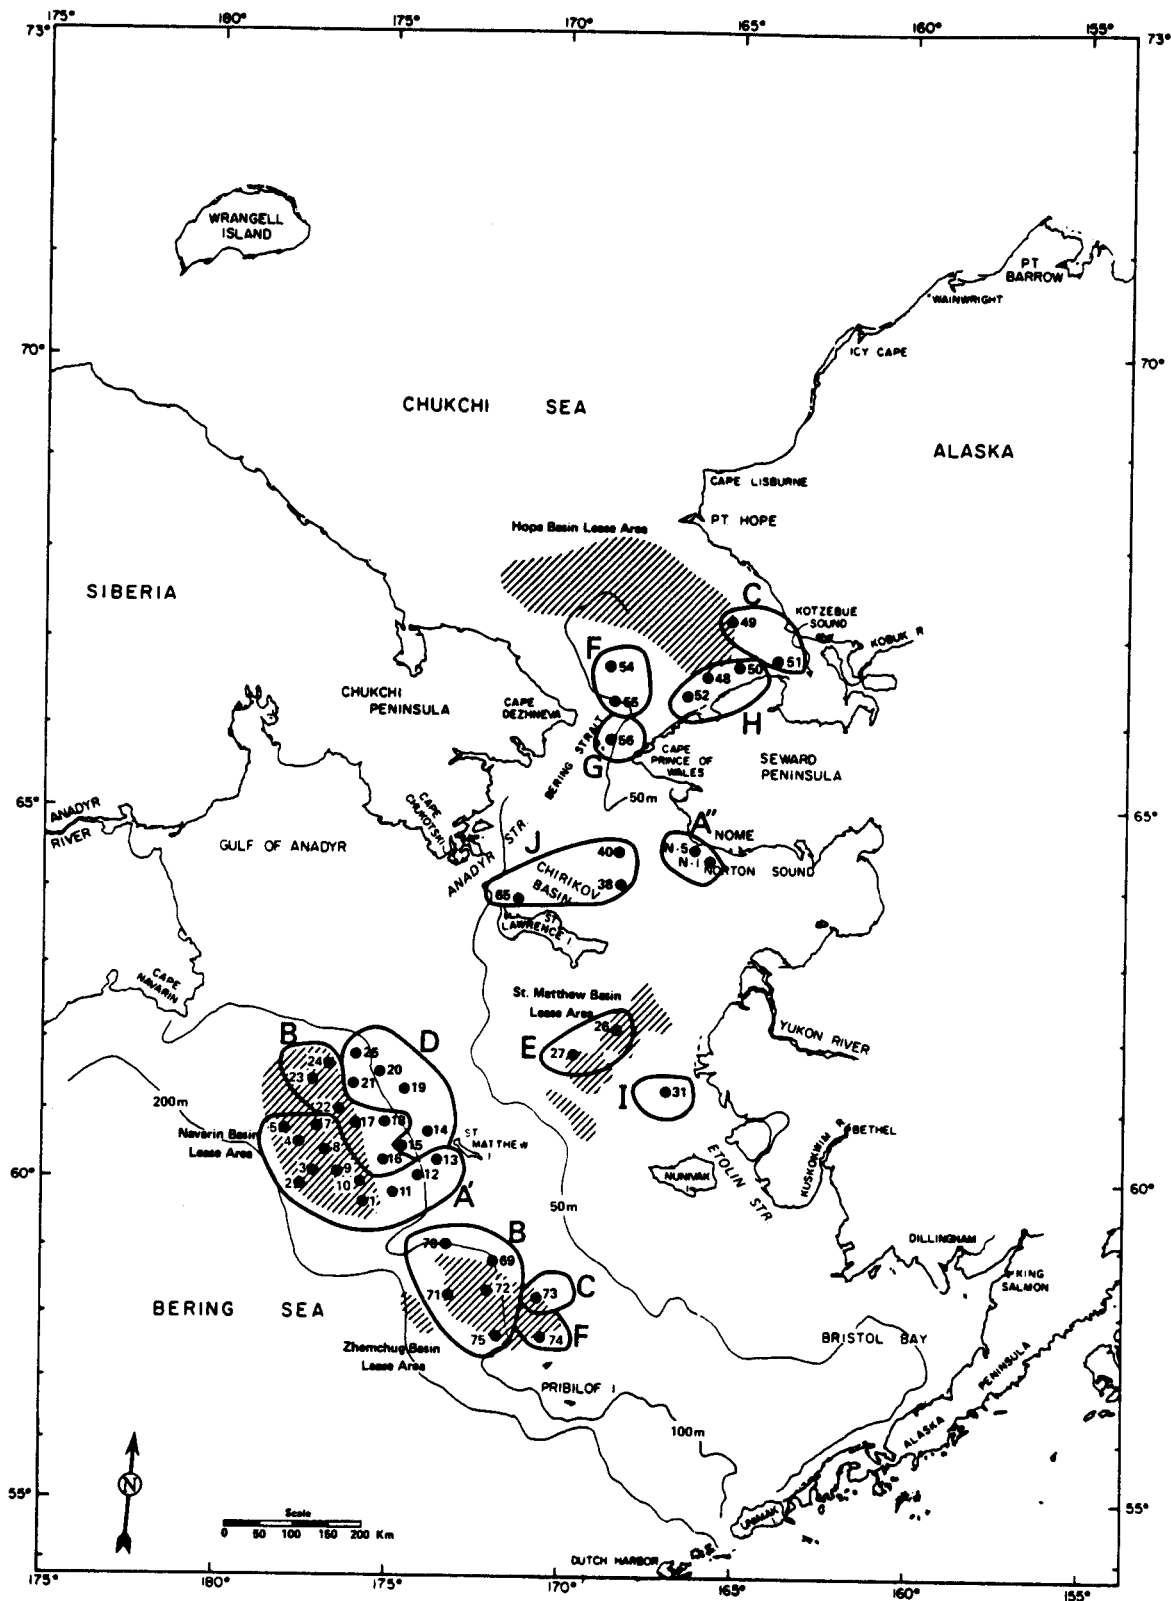 175° 180° 175° 170° 165° 160° 155°
73° 73°
WRANGELL
ISLAND
PT
BARROW
WAINWRIGHT
ICY CAPE
70° 70°
CHUKCHI SEA
ALASKA
CAPE LISBURNE
PT HOPE
Hope Basin Lease Area
SIBERIA
C
KOTZEBUE
SOUND
49
KOBUK R
F
54
51
50
48
CHUKCHI
PENINSULA
CAPE
DEZHNEVA
55
52
H
BERING STRAIT
56
G
CAPE
PRINCE OF
WALES
SEWARD
PENINSULA
50m
65° 65°
ANADYR
RIVER
CAPE
CHUKOTSKI
GULF OF ANADYR
ANADYR STR.
A"
NOME
N-5
N-1
NORTON SOUND
J
40
CHIRIKOV
BASIN
38
65
ST
LAWRENCE I
CAPE
NAVARIN
St. Matthew Basin
Lease Area
26
E
27
YUKON RIVER
I
31
B
D
25
24
20
23
21
19
200m
22
5
7
17
18
14
Navarin Basin
Lease Area
4
8
15
ST
MATTHEW
16
13
3
9
12
2
10
11
1
A'
60° 60°
BETHEL
KUSKOKWIM R
NUNIVAK
I
ETOLIN STR
50m
B
70
69
DILLINGHAM
KING
SALMON
C
73
72
71
BERING SEA
F
74
75
Zhemchug Basin
Lease Area
BRISTOL BAY
PRIBILOF I
ALASKA PENINSULA
100m
N
55° 55°
Scale
0 50 100 150 200 Km
UNIMAK
I
DUTCH HARBOR
175° 180° 175° 170° 165° 160° 155°